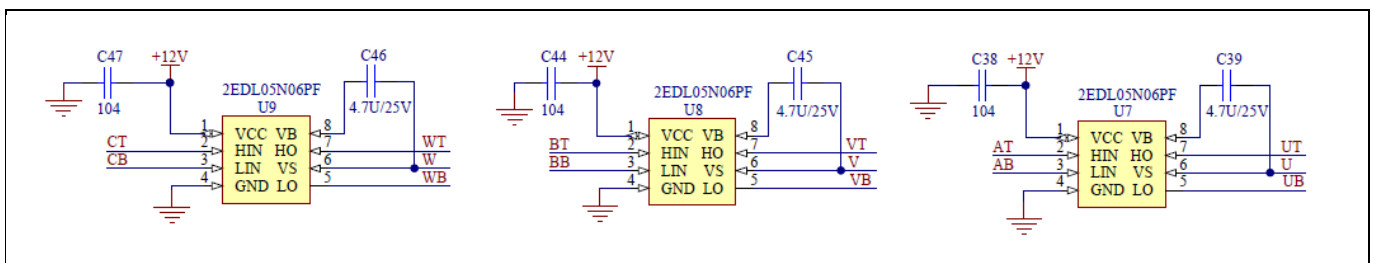 C47 +12V C46
2EDL05N06PF
104 U9 4.7U/25V
1 VCC VB 8
CT 2 HIN HO 7 WT
CB 3 LIN VS 6 W
4 GND LO 5 WB
C44 +12V C45
2EDL05N06PF
104 U8 4.7U/25V
1 VCC VB 8
BT 2 HIN HO 7 VT
BB 3 LIN VS 6 V
4 GND LO 5 VB
C38 +12V C39
2EDL05N06PF
104 U7 4.7U/25V
1 VCC VB 8
AT 2 HIN HO 7 UT
AB 3 LIN VS 6 U
4 GND LO 5 UB